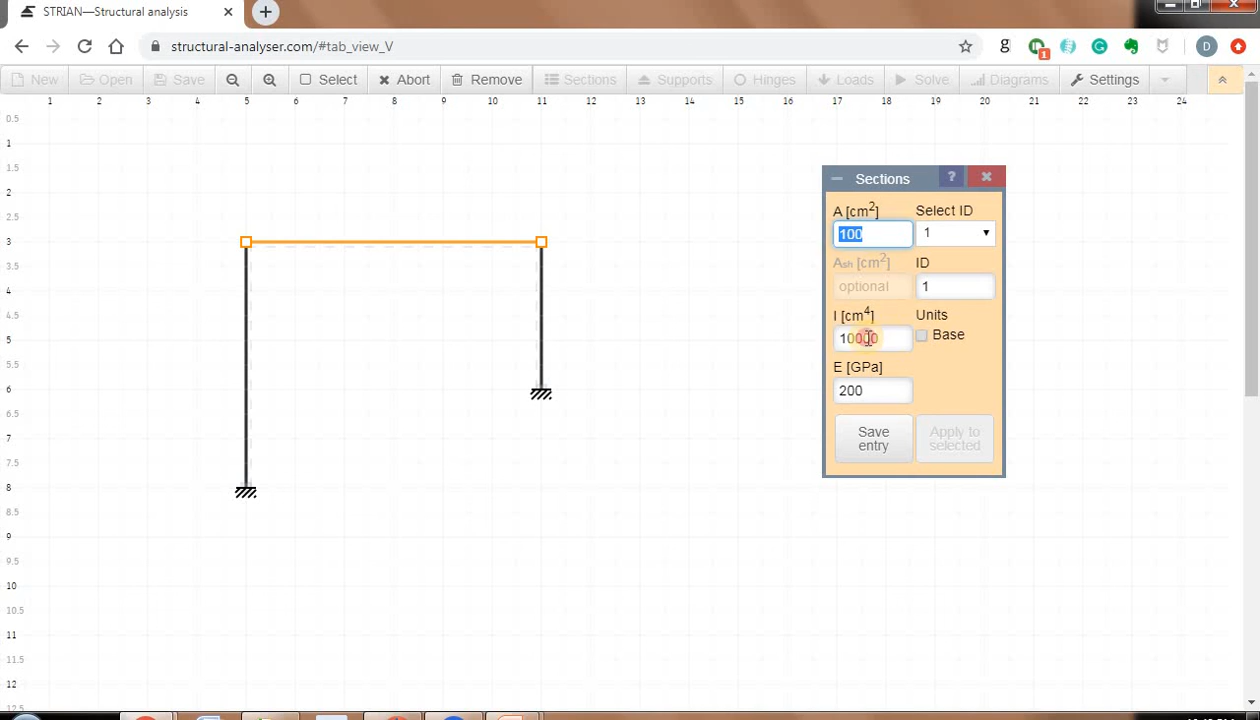 STRIAN—Structural analysis
structural-analyser.com/#tab_view_V
g 1 D
New Open Save Select Abort Remove Sections Supports Hinges Loads Solve Diagrams Settings
1 2 3 4 5 6 7 8 9 10 11 12 13 14 15 16 17 18 19 20 21 22 23 24
0.5
1
1.5
2
2.5
3
3.5
4
4.5
5
5.5
6
6.5
7
7.5
8
8.5
9
9.5
10
10.5
11
11.5
12
12.5
Sections ?
A [cm2] Select ID
100 1
Ash [cm2] ID
optional 1
I [cm4] Units
10000 Base
E [GPa]
200
Save entry
Apply to selected